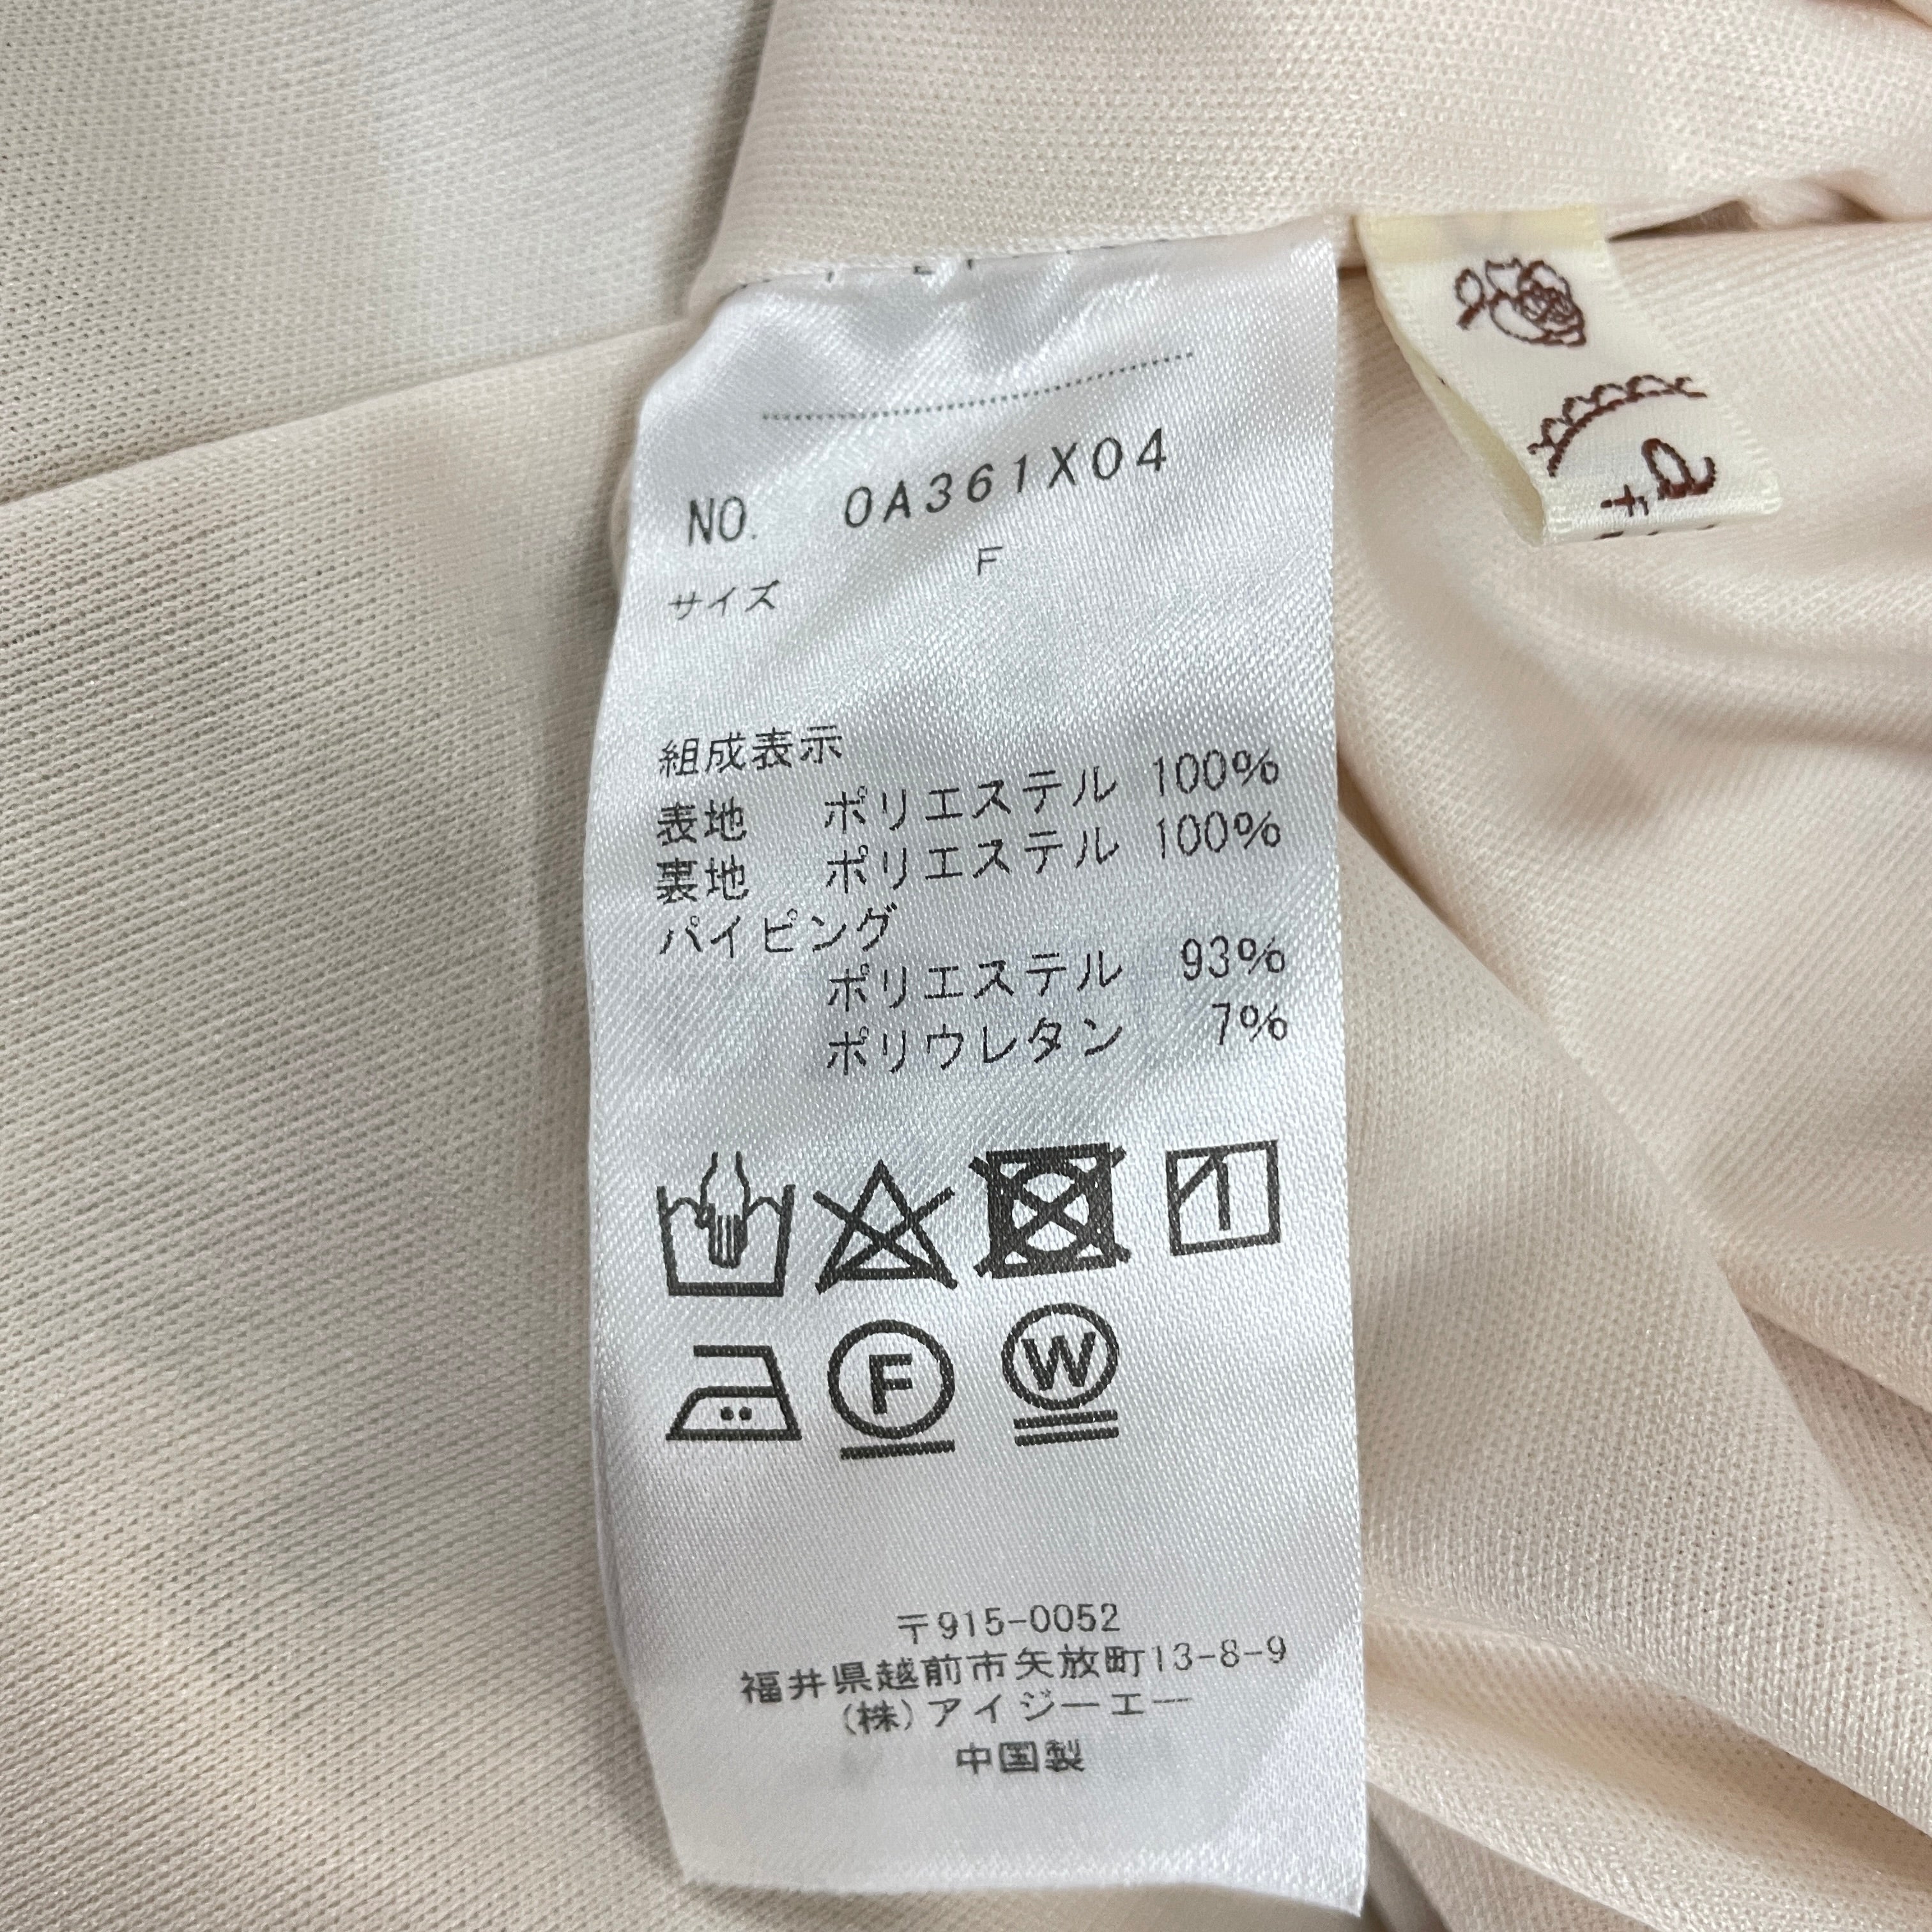 NO. 0A361X04
サイズ F
組成表示
表地 ポリエステル 100%
裏地 ポリエステル 100%
パイピング
ポリエステル 93%
ポリウレタン 7%
F
W
〒915-0052
福井県越前市矢放町13-8-9
(株)アイジーエー
中国製